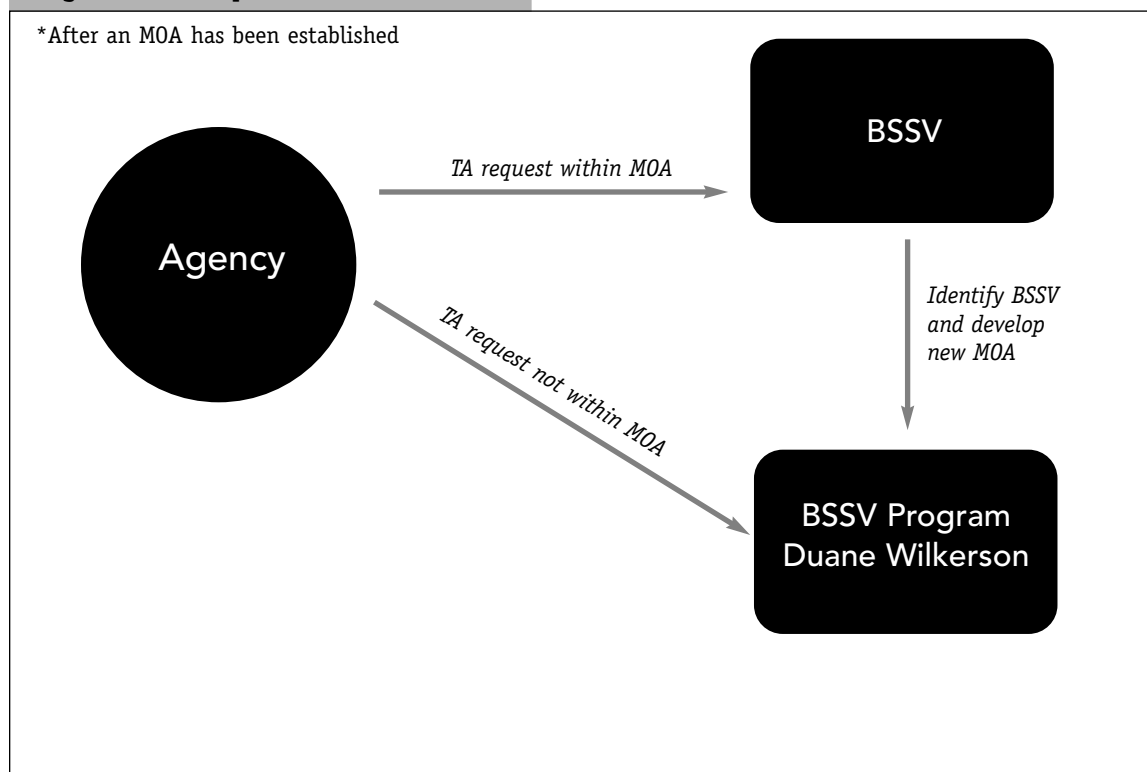 *After an MOA has been established
BSSV
TA request within MOA
Agency
Identify BSSV
and develop
new MOA
TA request not within MOA
BSSV Program
Duane Wilkerson